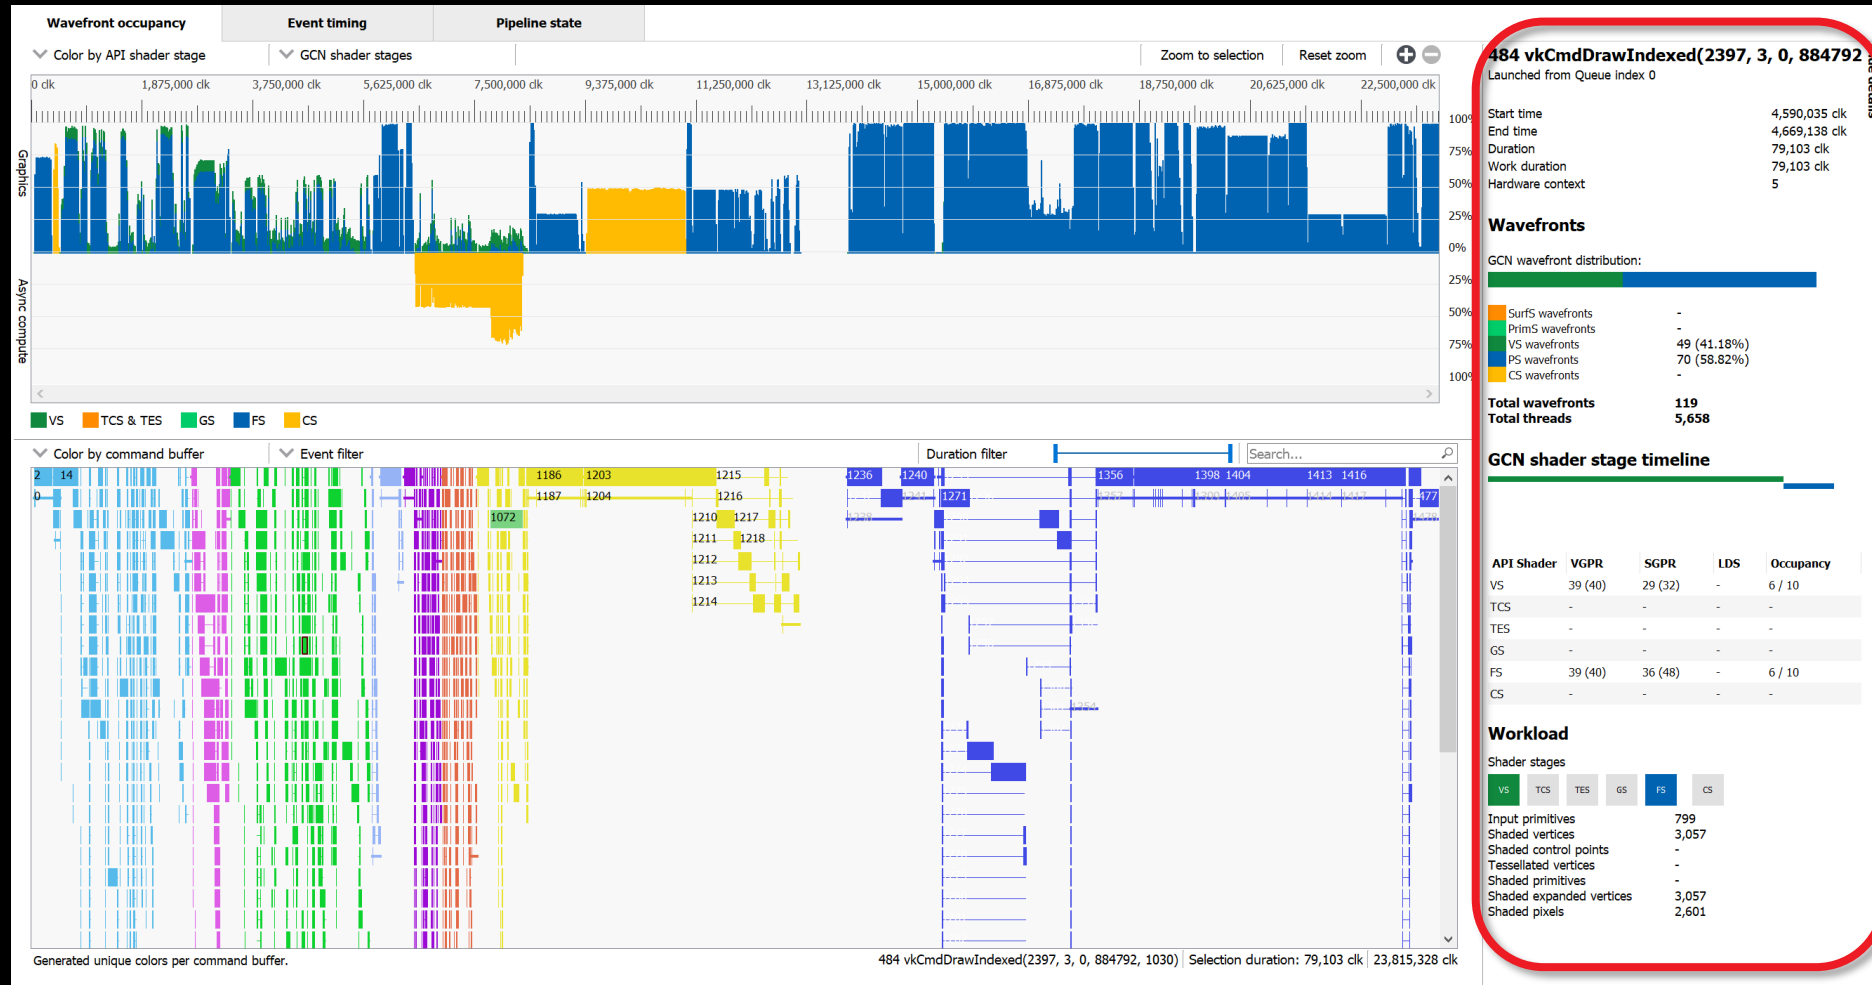 Wavefront occupancy
Event timing
Pipeline state
Color by API shader stage
GCN shader stages
Zoom to selection
Reset zoom
0 clk 1,875,000 clk 3,750,000 clk 5,625,000 clk 7,500,000 clk 9,375,000 clk 11,250,000 clk 13,125,000 clk 15,000,000 clk 16,875,000 clk 18,750,000 clk 20,625,000 clk 22,500,000 clk
Graphics
100%
75%
50%
25%
0%
Async compute
25%
50%
75%
100%
VS TCS & TES GS FS CS
Color by command buffer
Event filter
Duration filter
Search...
2 14 1186 1203 1215 1236 1240 1356 1398 1404 1413 1416
0 1187 1204 1216 1241 1271 1357 1399 1405 1414 1417 477
1072 1210 1217 1238 1478
1211 1218
1212
1213
1214
1254
Generated unique colors per command buffer.
484 vkCmdDrawIndexed(2397, 3, 0, 884792, 1030)
Selection duration: 79,103 clk
23,815,328 clk
484 vkCmdDrawIndexed(2397, 3, 0, 884792
Launched from Queue index 0
Start time 4,590,035 clk
End time 4,669,138 clk
Duration 79,103 clk
Work duration 79,103 clk
Hardware context 5
Wavefronts
GCN wavefront distribution:
SurfS wavefronts -
PrimS wavefronts -
VS wavefronts 49 (41.18%)
PS wavefronts 70 (58.82%)
CS wavefronts -
Total wavefronts 119
Total threads 5,658
GCN shader stage timeline
API Shader VGPR SGPR LDS Occupancy
VS 39 (40) 29 (32) - 6 / 10
TCS - - - -
TES - - - -
GS - - - -
FS 39 (40) 36 (48) - 6 / 10
CS - - - -
Workload
Shader stages
VS TCS TES GS FS CS
Input primitives 799
Shaded vertices 3,057
Shaded control points -
Tessellated vertices -
Shaded primitives -
Shaded expanded vertices 3,057
Shaded pixels 2,601